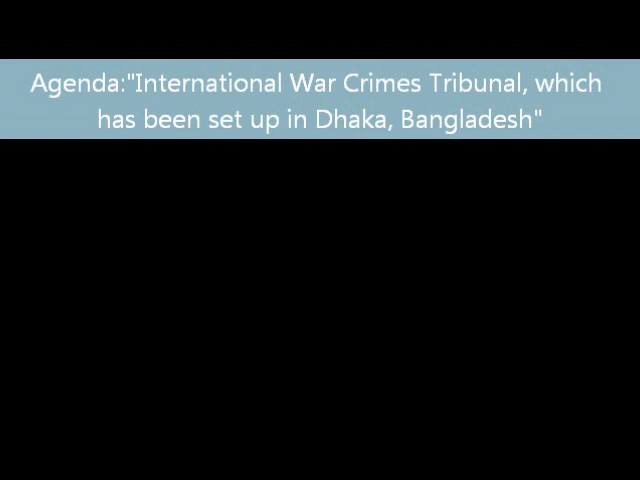 Agenda:"International War Crimes Tribunal, which
has been set up in Dhaka, Bangladesh"